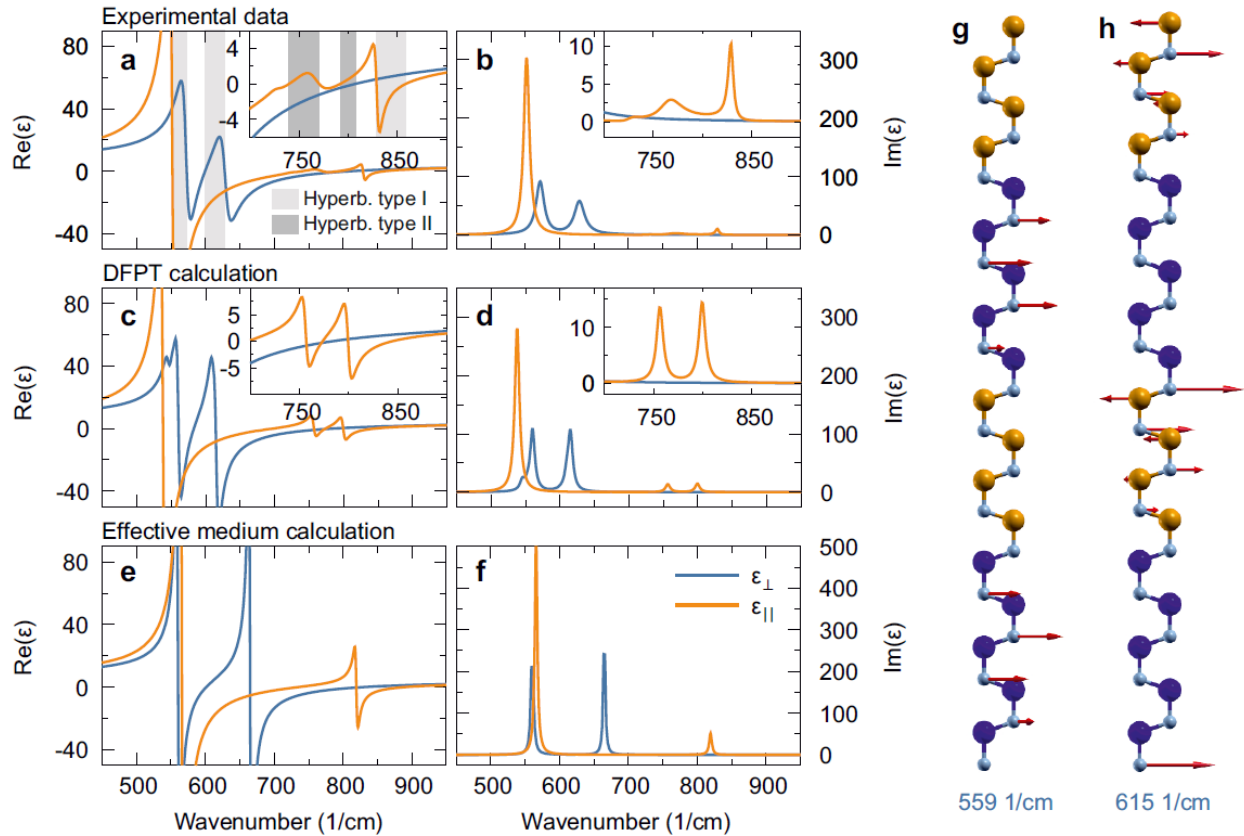 Experimental data
a
80
40
0
-40
Re(ε)
4
0
-4
750
850
Hyperb. type I
Hyperb. type II
b
10
5
0
750
850
300
200
100
0
Im(ε)
DFPT calculation
c
80
40
0
-40
Re(ε)
5
0
-5
750
850
d
10
0
750
850
300
200
100
0
Im(ε)
Effective medium calculation
e
80
40
0
-40
Re(ε)
500 600 700 800 900
Wavenumber (1/cm)
f
ε⊥
ε||
500
400
300
200
100
0
Im(ε)
500 600 700 800 900
Wavenumber (1/cm)
g
559 1/cm
h
615 1/cm